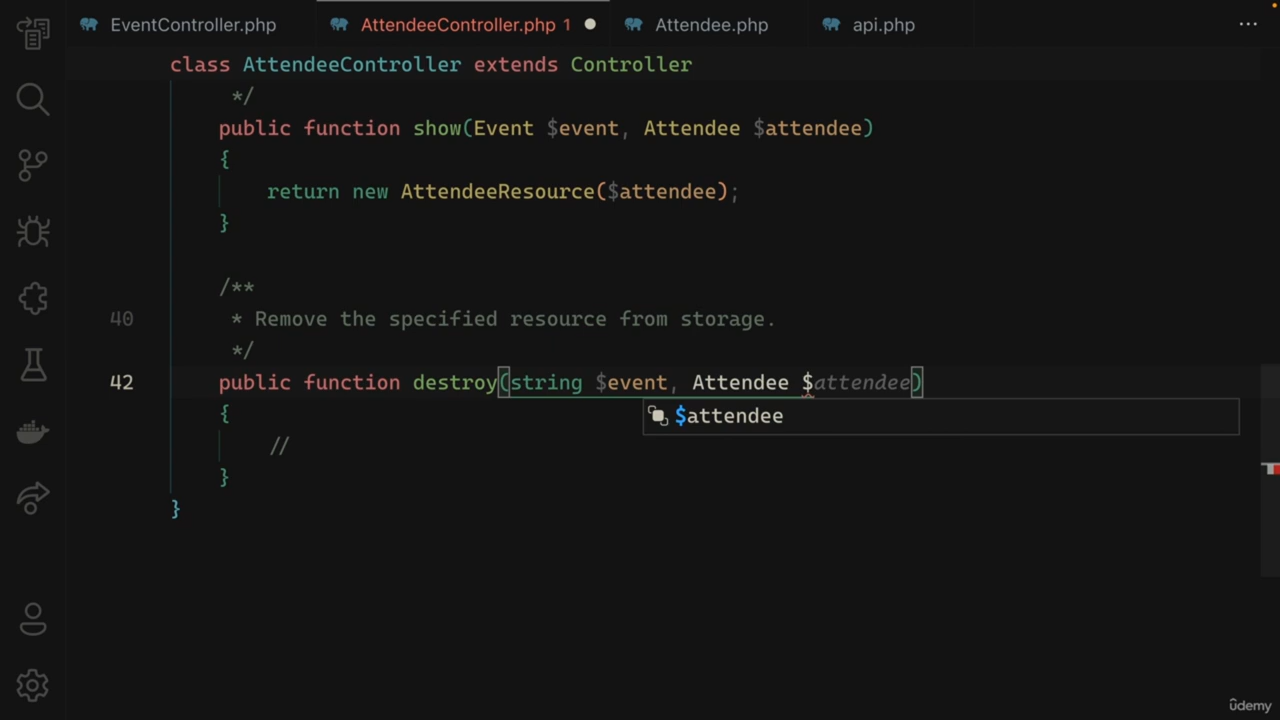 EventController.php AttendeeController.php 1 Attendee.php api.php
class AttendeeController extends Controller
*/
public function show(Event $event, Attendee $attendee)
{
return new AttendeeResource($attendee);
}
/**
40 * Remove the specified resource from storage.
*/
42 public function destroy(string $event, Attendee $attendee)
{
$attendee
//
}
}
udemy